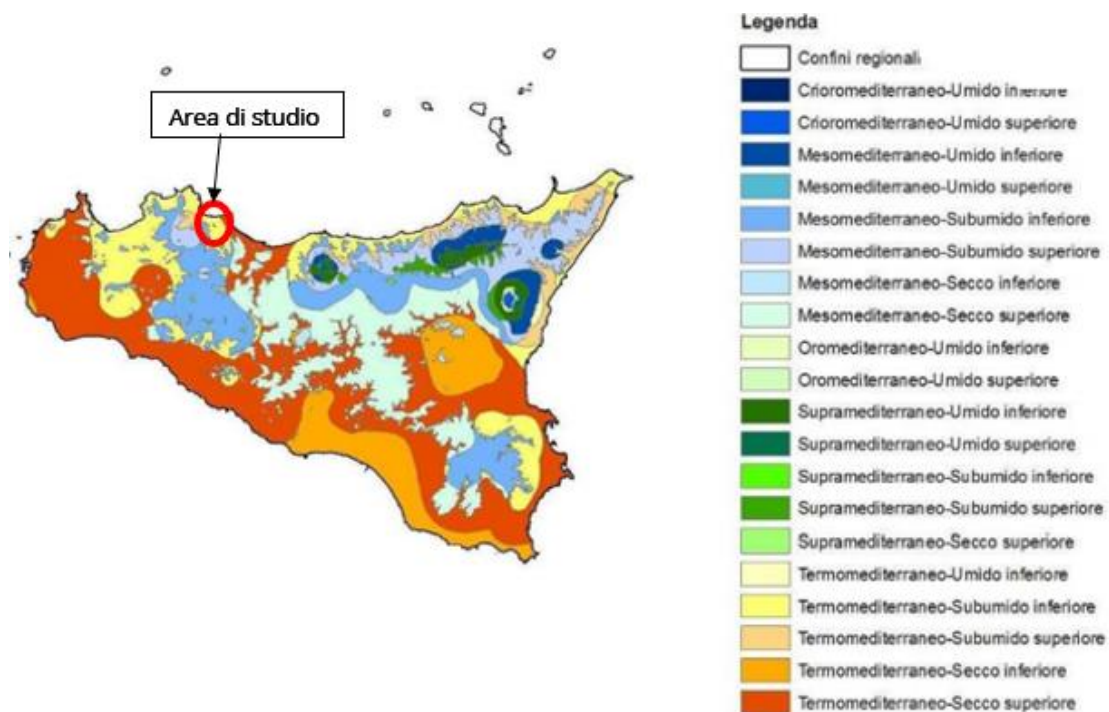 Legenda
Confini regionali
Crioromediterraneo-Umido inferiore
Crioromediterraneo-Umido superiore
Mesomediterraneo-Umido inferiore
Mesomediterraneo-Umido superiore
Mesomediterraneo-Subumido inferiore
Mesomediterraneo-Subumido superiore
Mesomediterraneo-Secco inferiore
Mesomediterraneo-Secco superiore
Oromediterraneo-Umido inferiore
Oromediterraneo-Umido superiore
Supramediterraneo-Umido inferiore
Supramediterraneo-Umido superiore
Supramediterraneo-Subumido inferiore
Supramediterraneo-Subumido superiore
Supramediterraneo-Secco superiore
Termomediterraneo-Umido inferiore
Termomediterraneo-Subumido inferiore
Termomediterraneo-Subumido superiore
Termomediterraneo-Secco inferiore
Termomediterraneo-Secco superiore
Area di studio